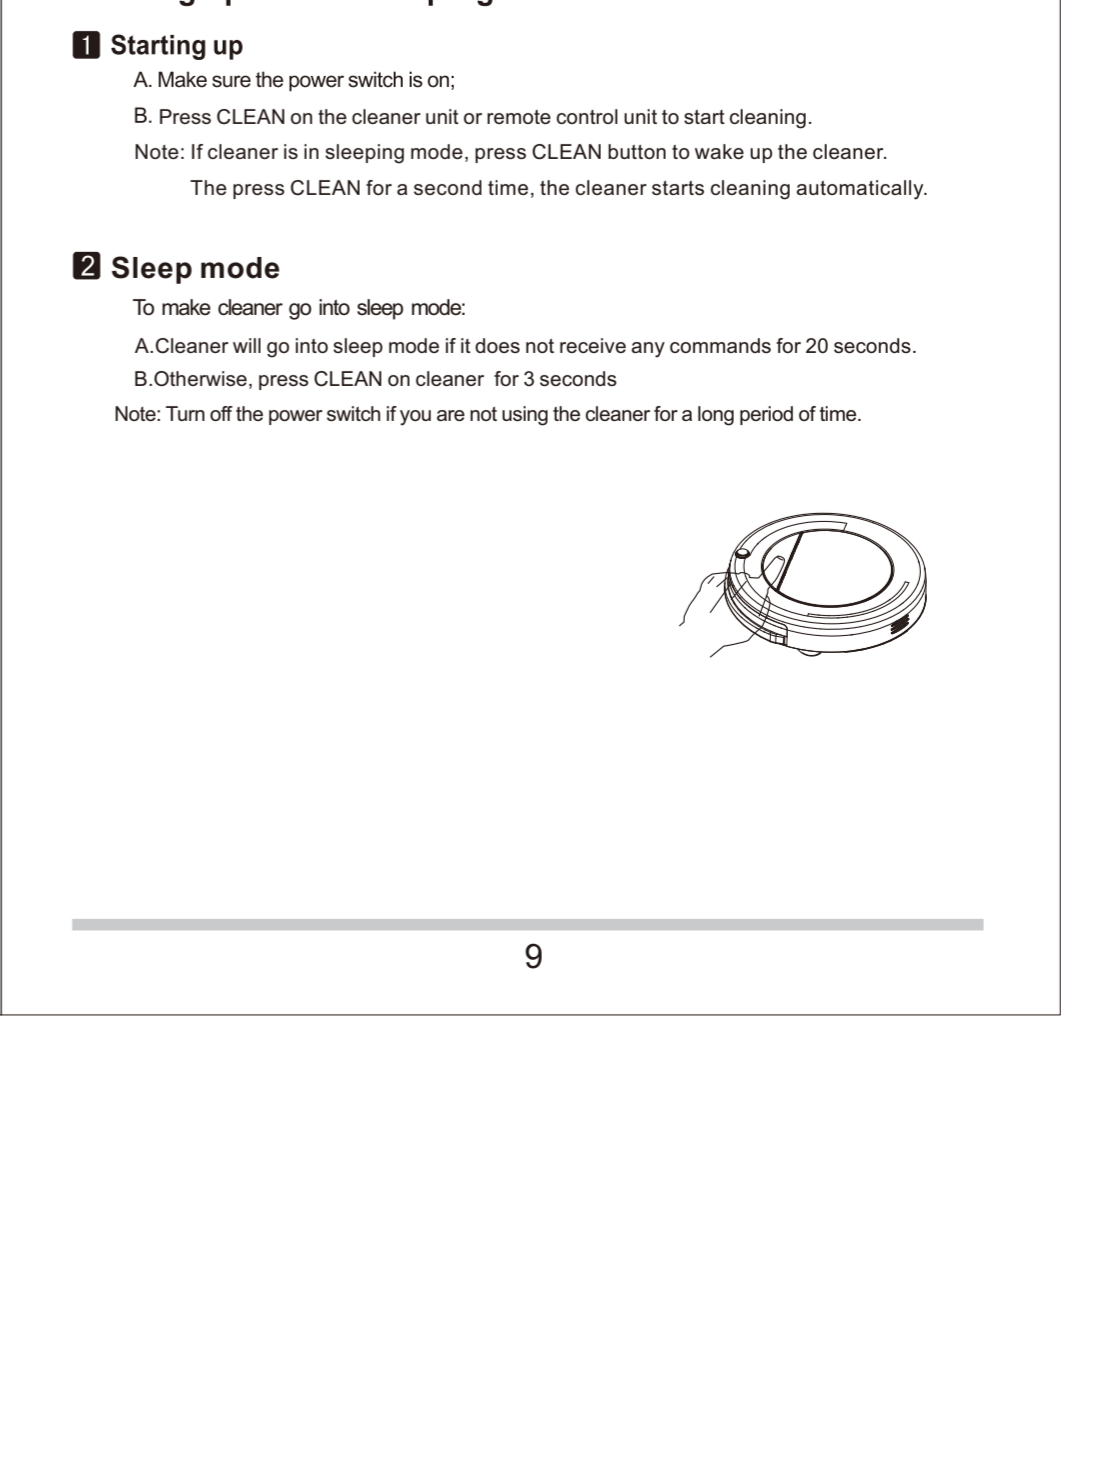 1 Starting up
A. Make sure the power switch is on;
B. Press CLEAN on the cleaner unit or remote control unit to start cleaning.
Note: If cleaner is in sleeping mode, press CLEAN button to wake up the cleaner.
The press CLEAN for a second time, the cleaner starts cleaning automatically.
2 Sleep mode
To make cleaner go into sleep mode:
A.Cleaner will go into sleep mode if it does not receive any commands for 20 seconds.
B.Otherwise, press CLEAN on cleaner for 3 seconds
Note: Turn off the power switch if you are not using the cleaner for a long period of time.
9